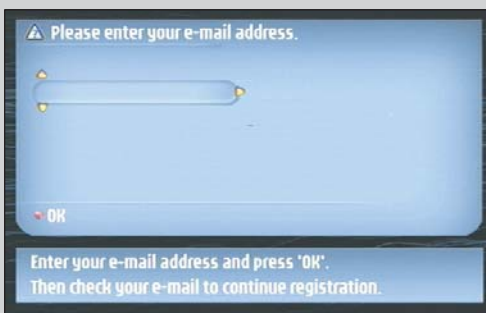 Please enter your e-mail address.
OK
Enter your e-mail address and press 'OK'.
Then check your e-mail to continue registration.